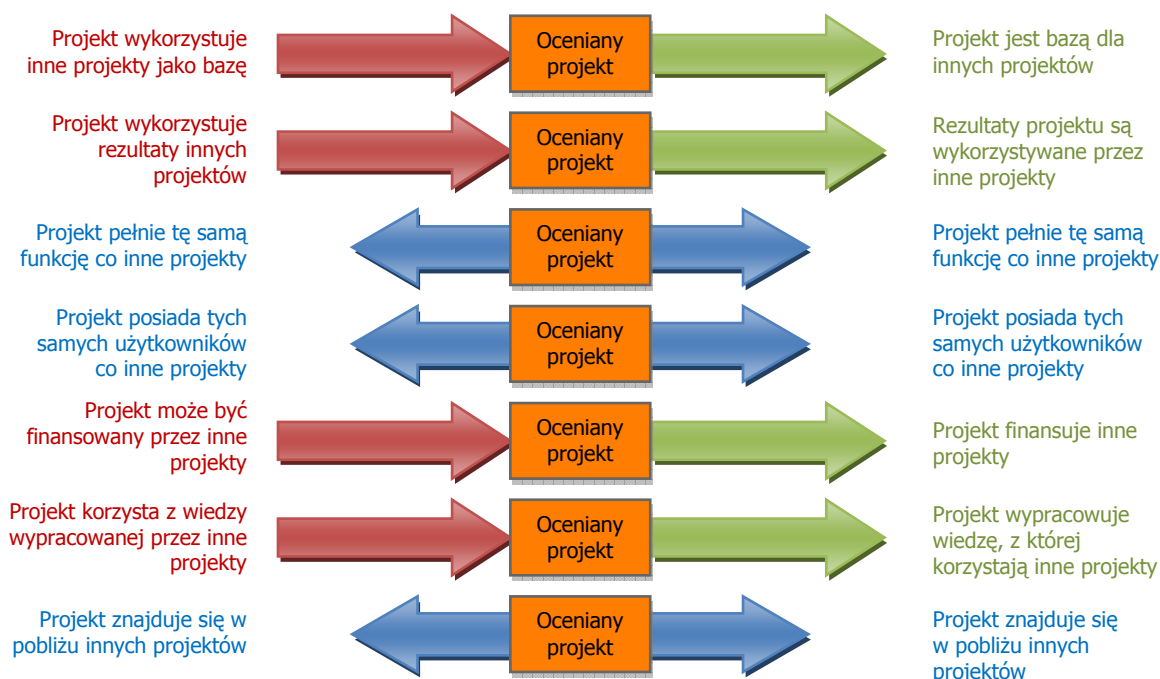 Projekt wykorzystuje
inne projekty jako bazę
Oceniany
projekt
Projekt jest bazą dla
innych projektów
Projekt wykorzystuje
rezultaty innych
projektów
Oceniany
projekt
Rezultaty projektu są
wykorzystywane przez
inne projekty
Projekt pełnie tę samą
funkcję co inne projekty
Oceniany
projekt
Projekt pełnie tę samą
funkcję co inne projekty
Projekt posiada tych
samych użytkowników
co inne projekty
Oceniany
projekt
Projekt posiada tych
samych użytkowników
co inne projekty
Projekt może być
finansowany przez inne
projekty
Oceniany
projekt
Projekt finansuje inne
projekty
Projekt korzysta z wiedzy
wypracowanej przez inne
projekty
Oceniany
projekt
Projekt wypracowuje
wiedzę, z której
korzystają inne projekty
Projekt znajduje się w
pobliżu innych projektów
Oceniany
projekt
Projekt znajduje się
w pobliżu innych
projektów